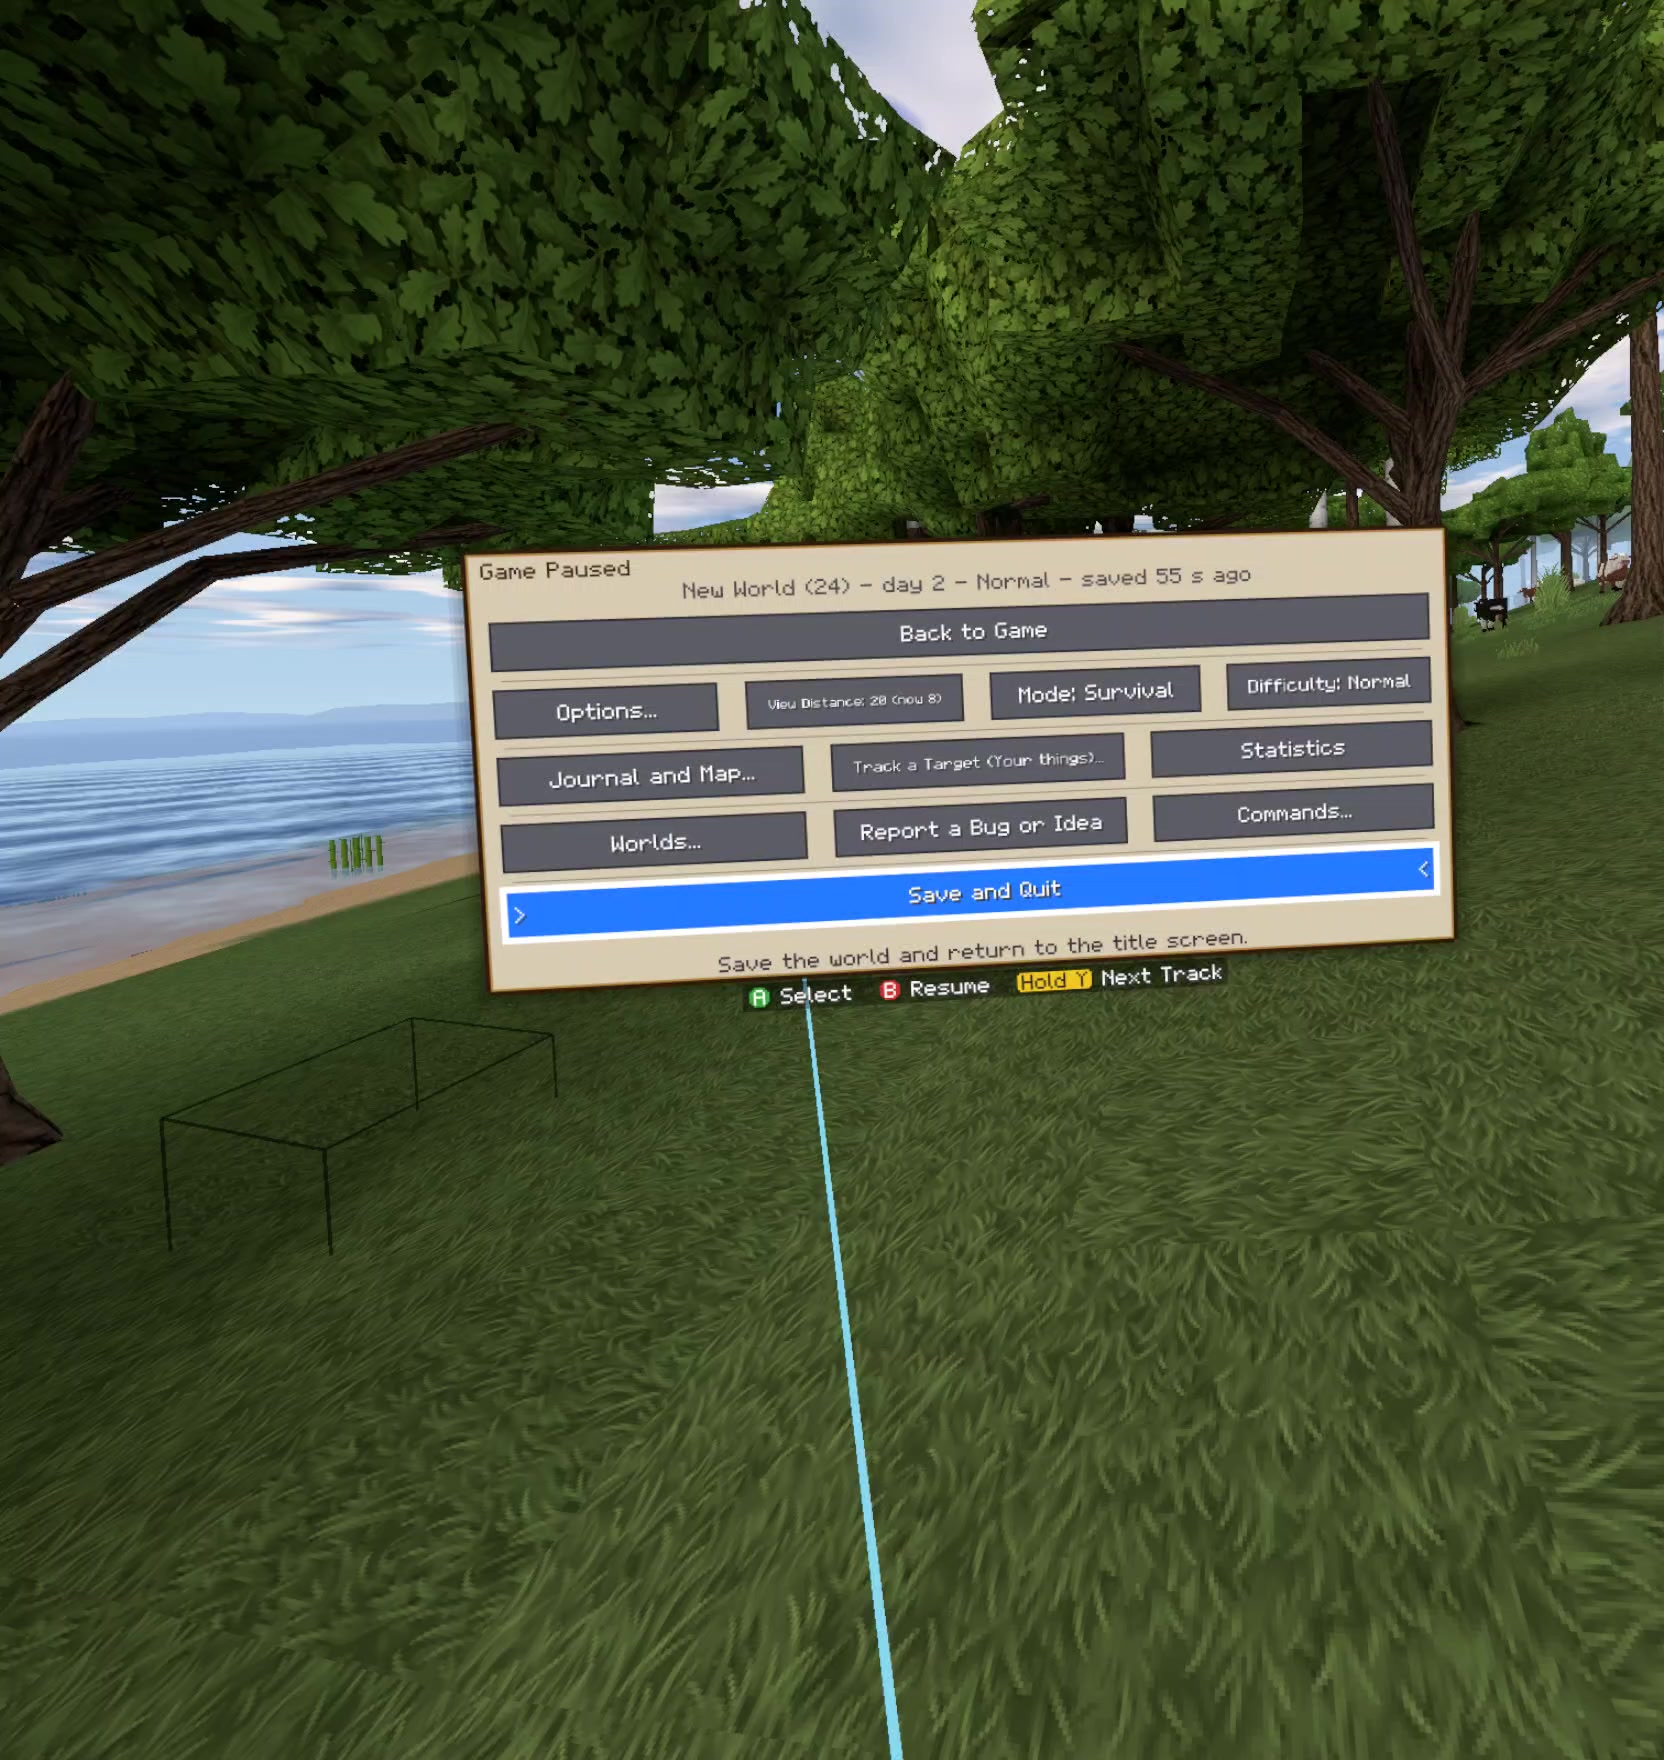 Game Paused
New World (24) - day 2 - Normal - saved 55 s ago
Back to Game
Options...
View Distance: 20 (now 8)
Mode: Survival
Difficulty: Normal
Journal and Map...
Track a Target (Your things)...
Statistics
Worlds...
Report a Bug or Idea
Commands...
> Save and Quit <
Save the world and return to the title screen.
A Select B Resume Hold Y Next Track